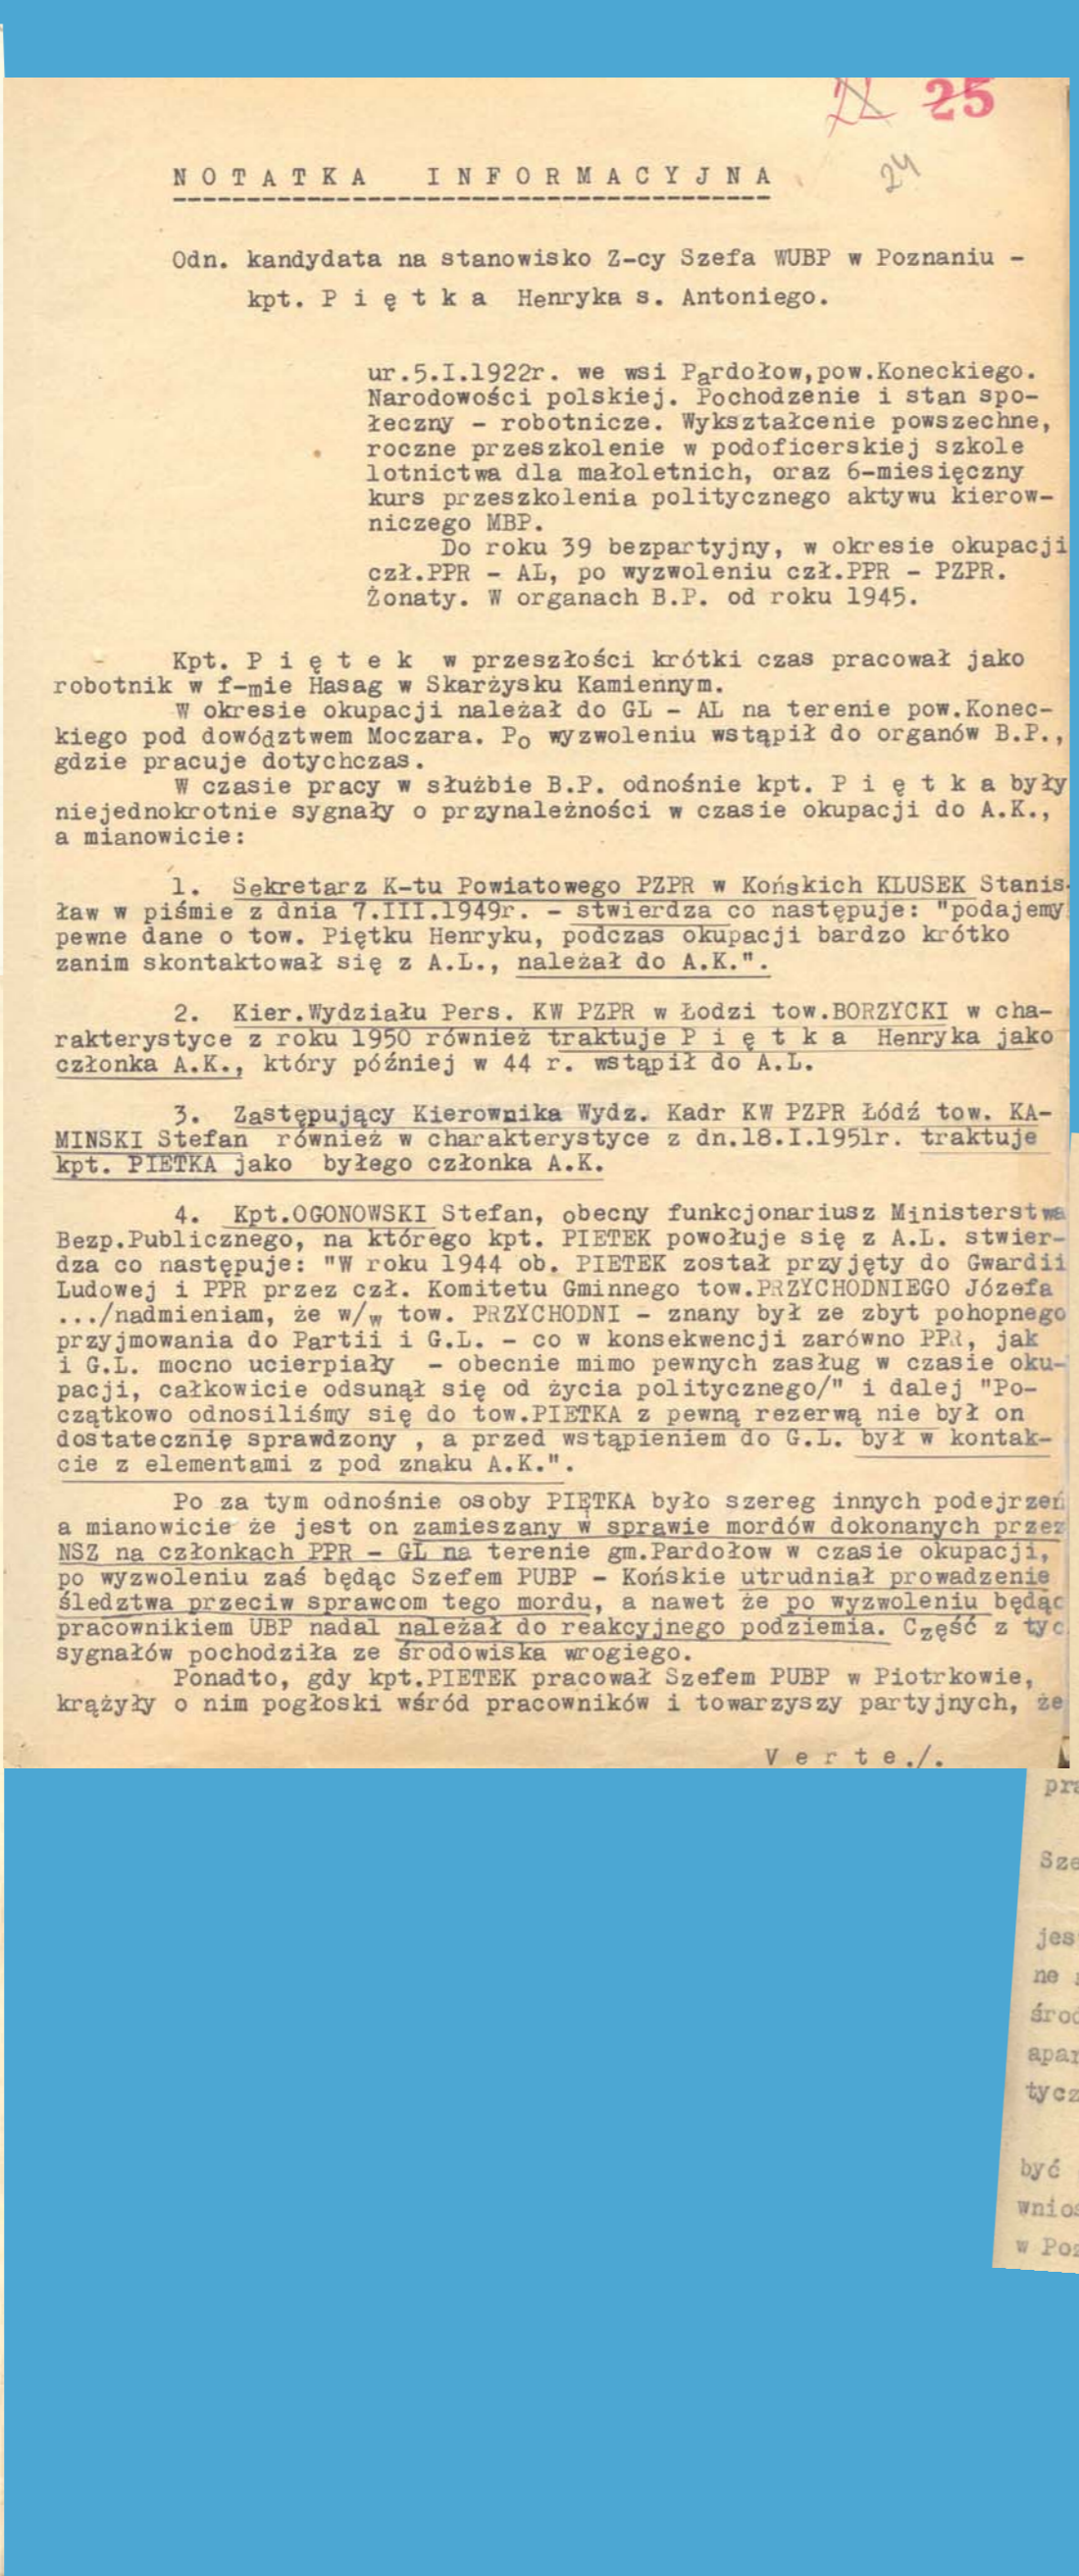 25
24
NOTATKA INFORMACYJNA
Odn. kandydata na stanowisko Z-cy Szefa WUBP w Poznaniu -
kpt. P i ę t k a Henryka s. Antoniego.
ur.5.I.1922r. we wsi Pardołow,pow.Koneckiego.
Narodowości polskiej. Pochodzenie i stan spo-
łeczny - robotnicze. Wykształcenie powszechne,
roczne przeszkolenie w podoficerskiej szkole
lotnictwa dla małoletnich, oraz 6-miesięczny
kurs przeszkolenia politycznego aktywu kierow-
niczego MBP.
Do roku 39 bezpartyjny, w okresie okupacji
czł.PPR - AL, po wyzwoleniu czł.PPR - PZPR.
Żonaty. W organach B.P. od roku 1945.
Kpt. P i ę t e k w przeszłości krótki czas pracował jako
robotnik w f-mie Hasag w Skarżysku Kamiennym.
W okresie okupacji należał do GL - AL na terenie pow.Konec-
kiego pod dowództwem Moczara. Po wyzwoleniu wstąpił do organów B.P.,
gdzie pracuje dotychczas.
W czasie pracy w służbie B.P. odnośnie kpt. P i ę t k a były
niejednokrotnie sygnały o przynależności w czasie okupacji do A.K.,
a mianowicie:
1. Sekretarz K-tu Powiatowego PZPR w Końskich KLUSEK Stanis-
ław w piśmie z dnia 7.III.1949r. - stwierdza co następuje: "podajemy
pewne dane o tow. Piętku Henryku, podczas okupacji bardzo krótko
zanim skontaktował się z A.L., należał do A.K.".
2. Kier.Wydziału Pers. KW PZPR w Łodzi tow.BORZYCKI w cha-
rakterystyce z roku 1950 również traktuje P i ę t k a Henryka jako
członka A.K., który później w 44 r. wstąpił do A.L.
3. Zastępujący Kierownika Wydz. Kadr KW PZPR Łódź tow. KA-
MINSKI Stefan również w charakterystyce z dn.18.I.1951r. traktuje
kpt. PIETKA jako byłego członka A.K.
4. Kpt.OGONOWSKI Stefan, obecny funkcjonariusz Ministerstwa
Bezp.Publicznego, na którego kpt. PIETEK powołuje się z A.L. stwier-
dza co następuje: "W roku 1944 ob. PIETEK został przyjęty do Gwardii
Ludowej i PPR przez czł. Komitetu Gminnego tow.PRZYCHODNIEGO Józefa
.../nadmieniam, że w/w tow. PRZYCHODNI - znany był ze zbyt pohopnego
przyjmowania do Partii i G.L. - co w konsekwencji zarówno PPR, jak
i G.L. mocno ucierpiały - obecnie mimo pewnych zasług w czasie oku-
pacji, całkowicie odsunął się od życia politycznego/" i dalej "Po-
czątkowo odnosiliśmy się do tow.PIETKA z pewną rezerwą nie był on
dostatecznie sprawdzony , a przed wstąpieniem do G.L. był w kontak-
cie z elementami z pod znaku A.K.".
Po za tym odnośnie osoby PIĘTKA było szereg innych podejrzeń
a mianowicie że jest on zamieszany w sprawie mordów dokonanych przez
NSZ na członkach PPR - GL na terenie gm.Pardołow w czasie okupacji,
po wyzwoleniu zaś będąc Szefem PUBP - Końskie utrudniał prowadzenie
śledztwa przeciw sprawcom tego mordu, a nawet że po wyzwoleniu będąc
pracownikiem UBP nadal należał do reakcyjnego podziemia. Część z tyc
sygnałów pochodziła ze środowiska wrogiego.
Ponadto, gdy kpt.PIETEK pracował Szefem PUBP w Piotrkowie,
krążyły o nim pogłoski wśród pracowników i towarzyszy partyjnych, że
V e r t e./.
pra
Sze
jes
ne
środ
apar
tycz
być
wnios
w Poz